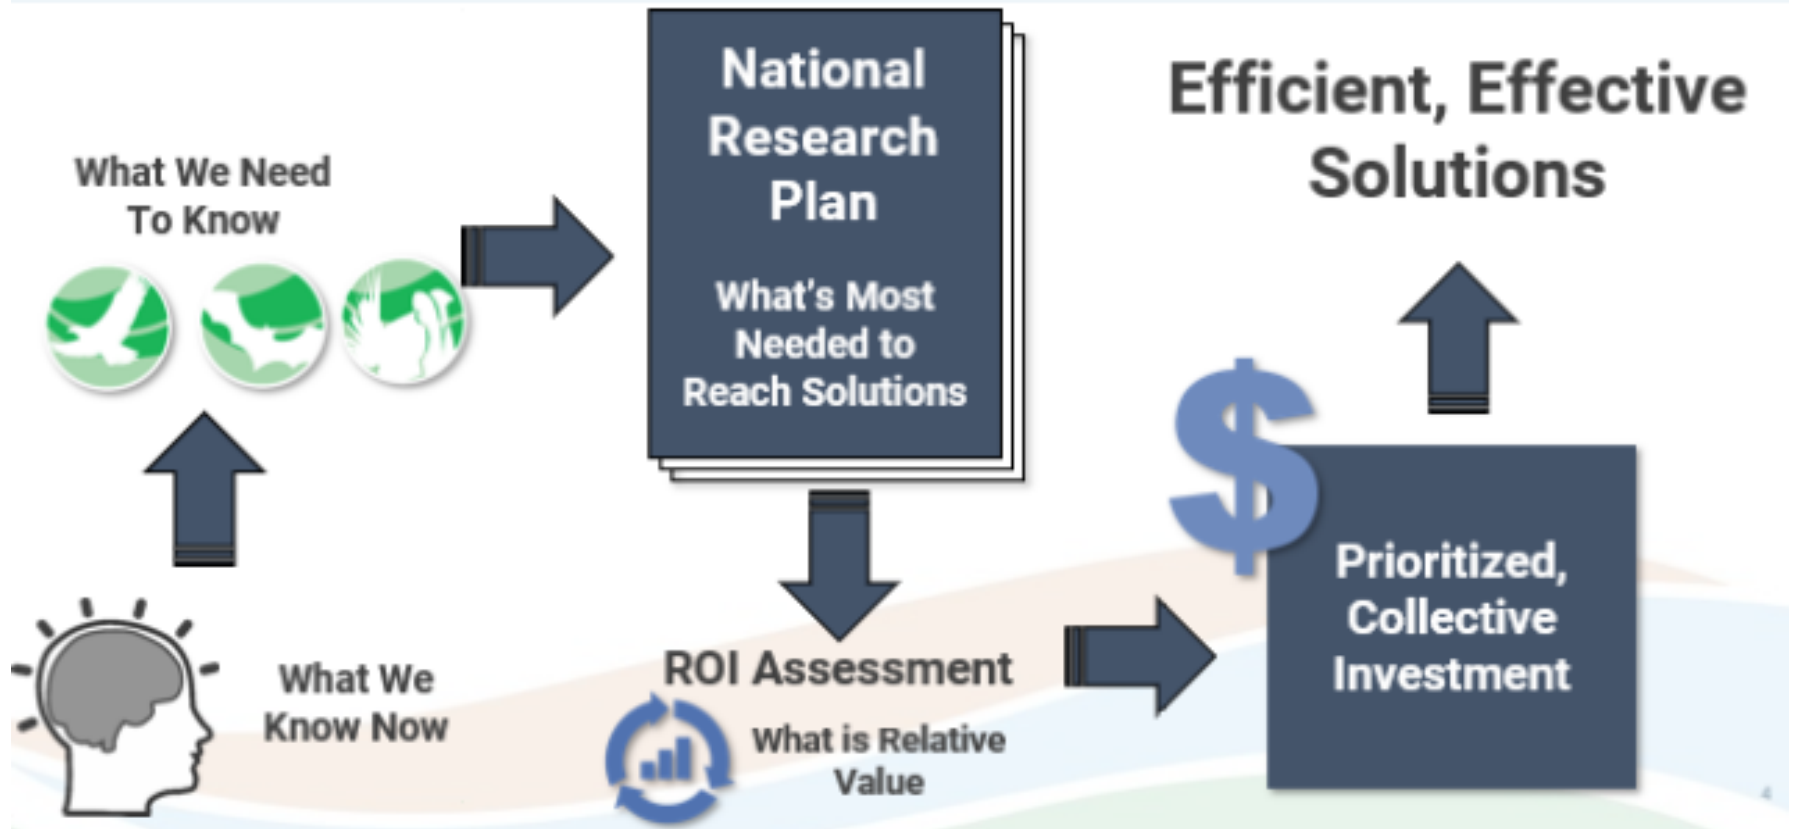 What We Need
To Know
National
Research
Plan
What's Most
Needed to
Reach Solutions
Efficient, Effective
Solutions
What We
Know Now
ROI Assessment
What is Relative
Value
$
Prioritized,
Collective
Investment
4